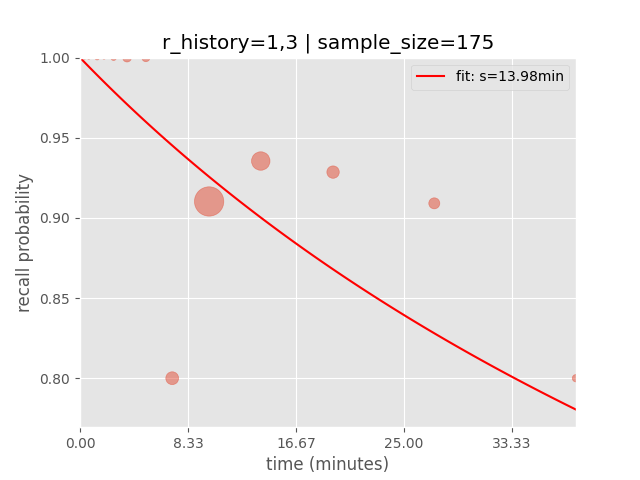 r_history=1,3 | sample_size=175
fit: s=13.98min
1.00
0.95
0.90
0.85
0.80
recall probability
0.00
8.33
16.67
25.00
33.33
time (minutes)